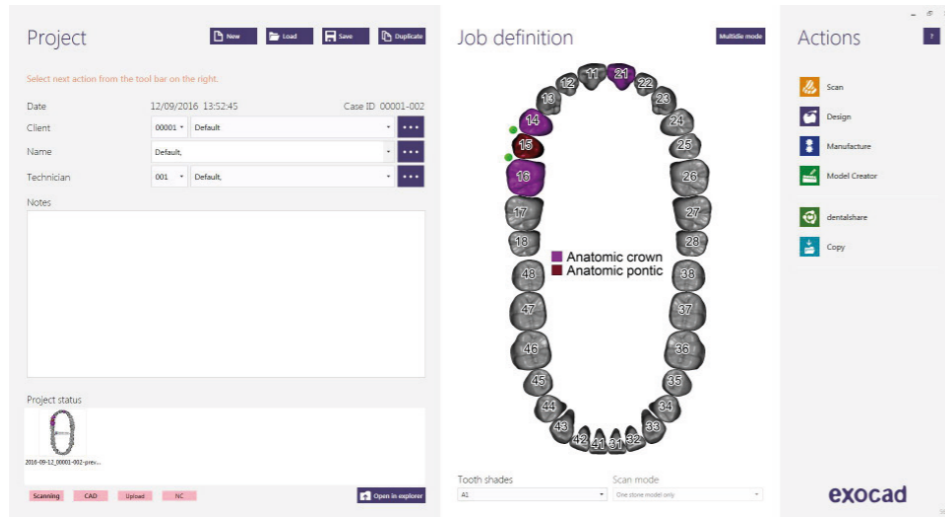 Project
New
Load
Save
Duplicate
Select next action from the tool bar on the right.
Date 12/09/2016 13:52:45 Case ID 00001-002
Client 00001 Default
Name Default,
Technician 001 Default,
Notes
Project status
2016-09-12_00001-002-prev...
Scanning CAD Upload NC
Open in explorer
Job definition
Multidie mode
11 21
12 22
13 23
14 24
15 25
16 26
17 27
18 28
Anatomic crown
Anatomic pontic
48 38
47 37
46 36
45 35
44 34
43 33
42 41 31 32
Tooth shades Scan mode
A1 One stone model only
Actions ?
Scan
Design
Manufacture
Model Creator
dentalshare
Copy
exocad